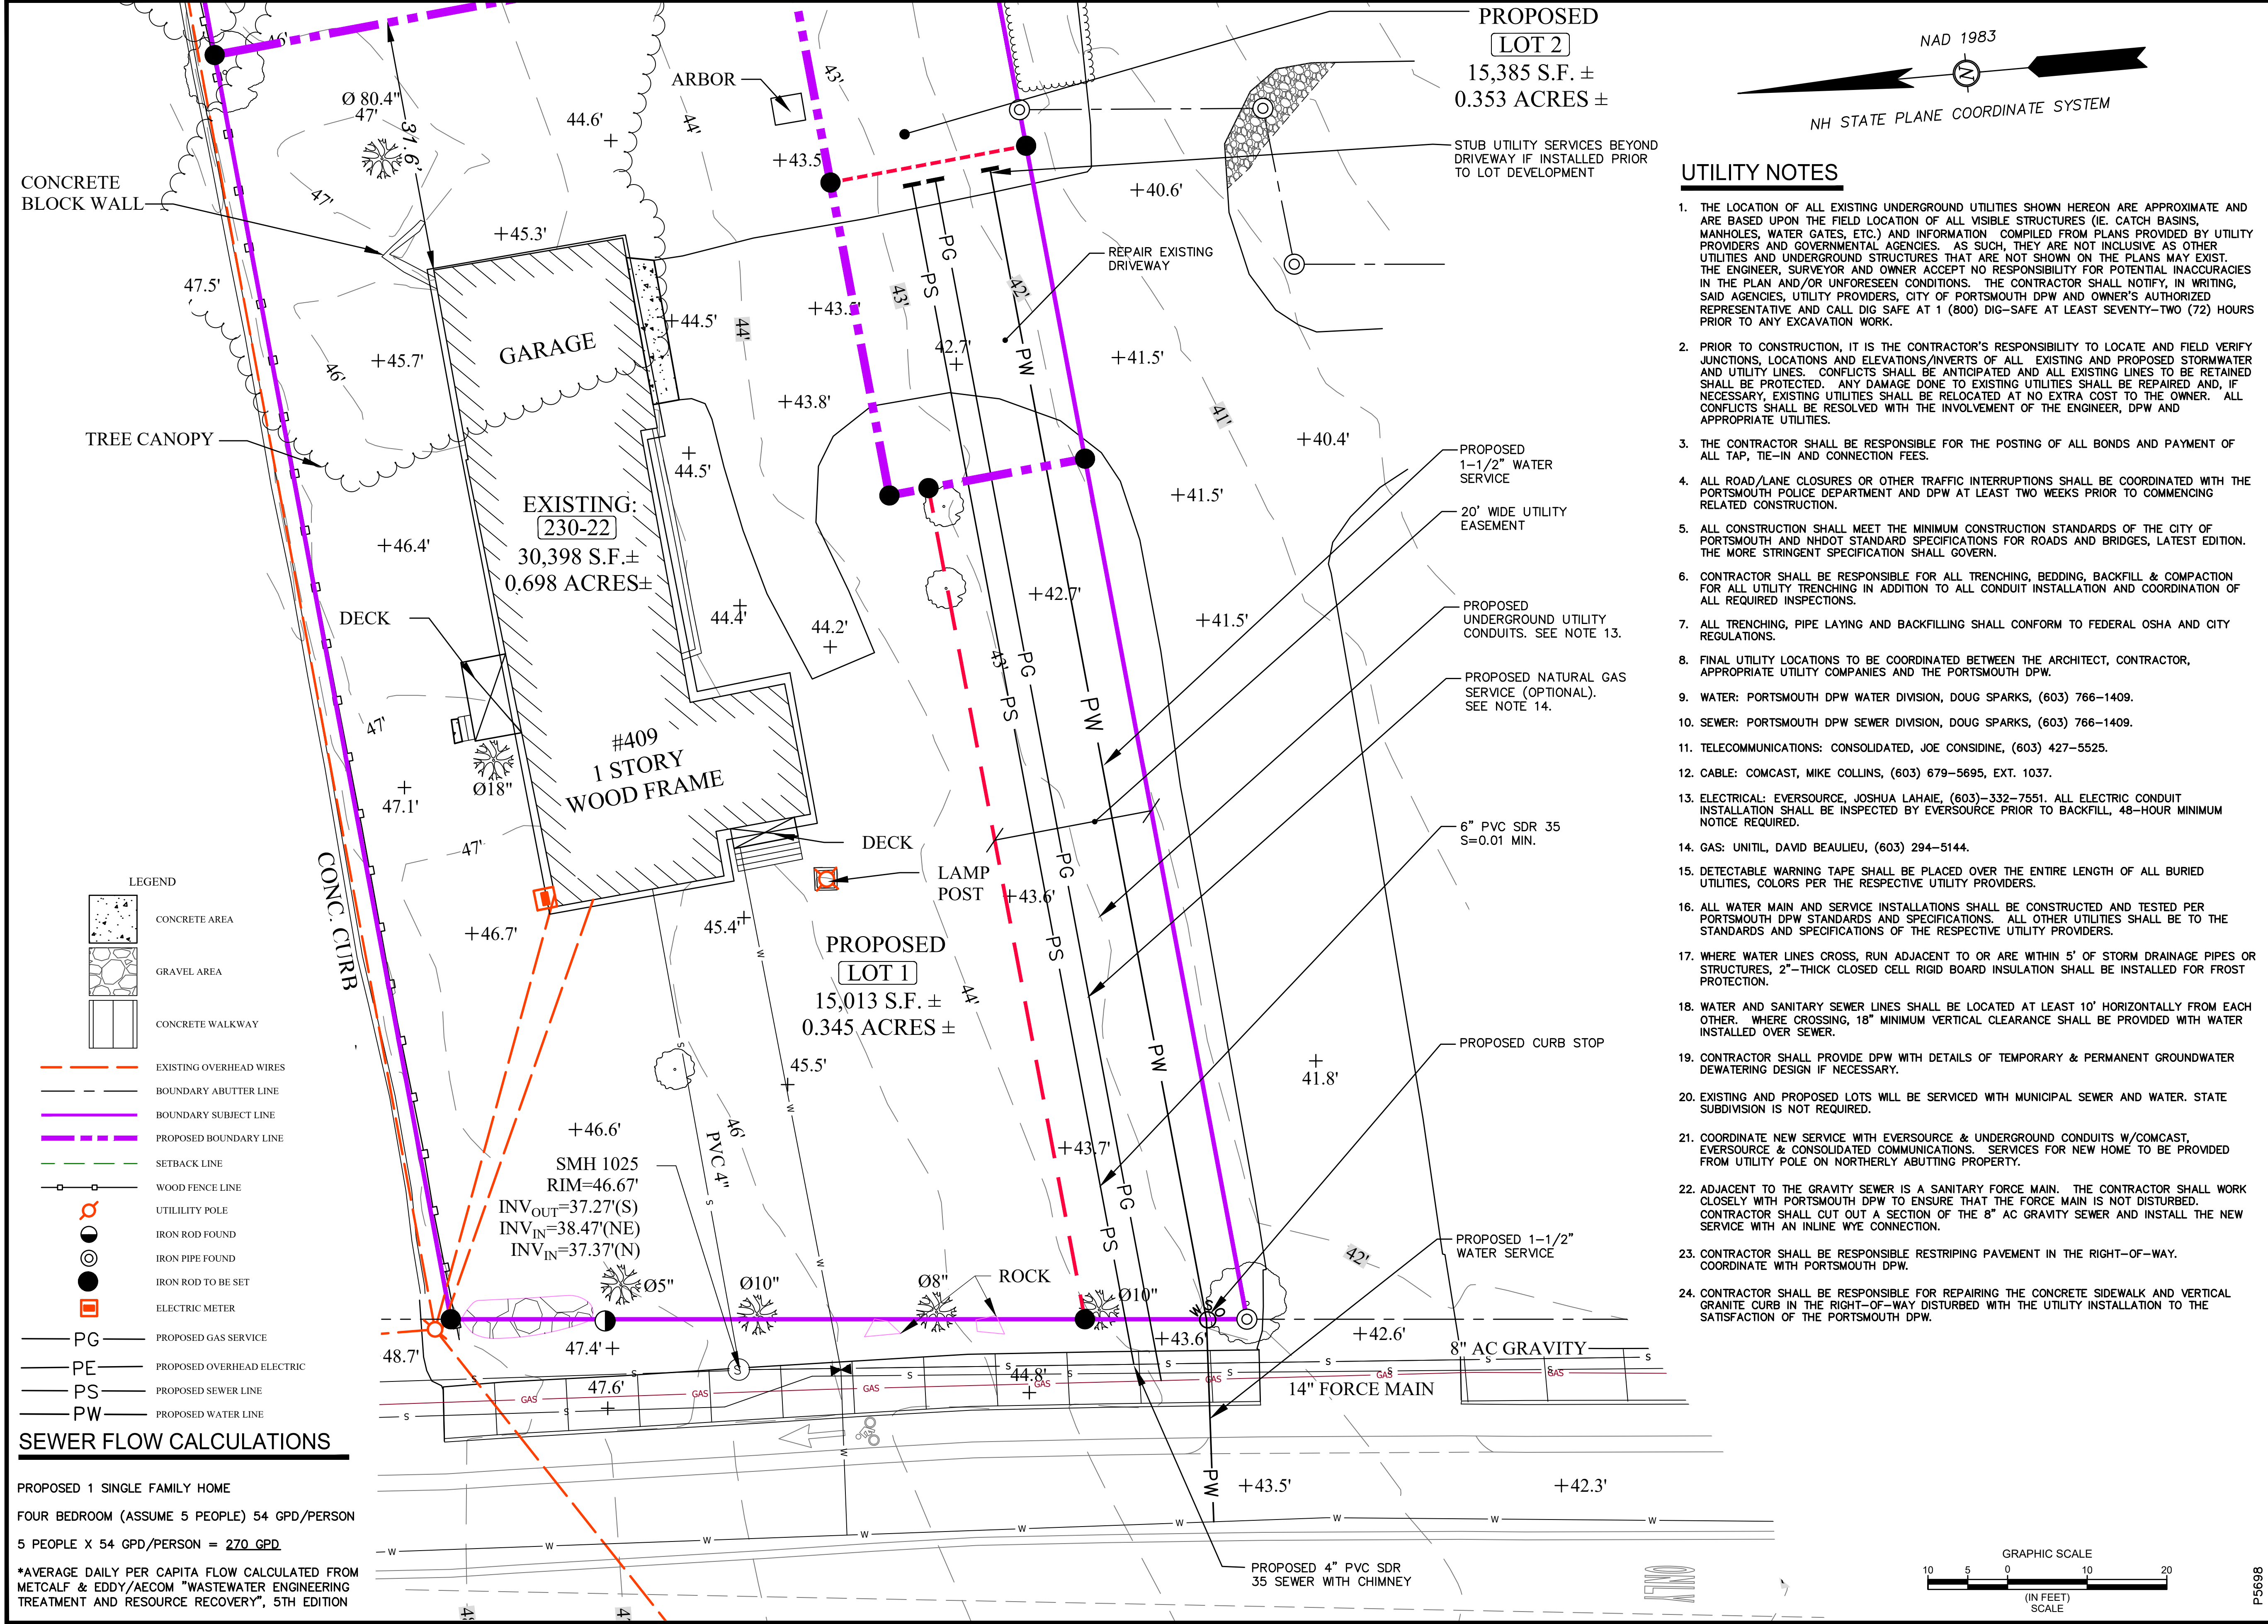 PROPOSED
LOT 2
15,385 S.F. ±
0.353 ACRES ±
NAD 1983
N
NH STATE PLANE COORDINATE SYSTEM
46'
Ø 80.4"
47'
31.6'
44.6'
ARBOR
43'
44'
+43.5'
STUB UTILITY SERVICES BEYOND
DRIVEWAY IF INSTALLED PRIOR
TO LOT DEVELOPMENT
CONCRETE
BLOCK WALL
47'
+45.3'
+40.6'
REPAIR EXISTING
DRIVEWAY
47.5'
PG
PS
43'
42'
+44.5'
44'
+43.5'
GARAGE
+45.7'
46'
42.7'
PW
+41.5'
+43.8'
41'
TREE CANOPY
44.5'
+40.4'
PROPOSED
1-1/2" WATER
SERVICE
EXISTING:
230-22
30,398 S.F.±
0.698 ACRES±
+41.5'
20' WIDE UTILITY
EASEMENT
+46.4'
DECK
44.4'
44.2'
+42.7'
+41.5'
PROPOSED
UNDERGROUND UTILITY
CONDUITS. SEE NOTE 13.
43'
PG
PS
PW
PROPOSED NATURAL GAS
SERVICE (OPTIONAL).
SEE NOTE 14.
47'
#409
1 STORY
WOOD FRAME
Ø18"
47.1'
47'
DECK
6" PVC SDR 35
S=0.01 MIN.
LAMP
POST
PG
+43.6'
CONC. CURB
+46.7'
45.4'
W
PS
PROPOSED
LOT 1
15,013 S.F. ±
0.345 ACRES ±
44'
S
45.5'
W
PW
PROPOSED CURB STOP
41.8'
+46.6'
PVC 4"
46'
+43.7'
SMH 1025
RIM=46.67'
INVOUT=37.27'(S)
INVIN=38.47'(NE)
INVIN=37.37'(N)
S
W
PG
PS
PROPOSED 1-1/2"
WATER SERVICE
42'
Ø5"
Ø10"
Ø8"
ROCK
Ø10"
WSO
48.7'
47.4'+
S
+43.6'
+42.6'
8" AC GRAVITY
S S S S S S S S S
47.6'
44.8'
GAS GAS GAS GAS GAS GAS GAS
14" FORCE MAIN
S S
W
PW
+43.5'
+42.3'
W W W W W W W W W
PROPOSED 4" PVC SDR
35 SEWER WITH CHIMNEY
LEGEND
CONCRETE AREA
GRAVEL AREA
CONCRETE WALKWAY
EXISTING OVERHEAD WIRES
BOUNDARY ABUTTER LINE
BOUNDARY SUBJECT LINE
PROPOSED BOUNDARY LINE
SETBACK LINE
WOOD FENCE LINE
UTILILITY POLE
IRON ROD FOUND
IRON PIPE FOUND
IRON ROD TO BE SET
ELECTRIC METER
PG PROPOSED GAS SERVICE
PE PROPOSED OVERHEAD ELECTRIC
PS PROPOSED SEWER LINE
PW PROPOSED WATER LINE
SEWER FLOW CALCULATIONS
PROPOSED 1 SINGLE FAMILY HOME
FOUR BEDROOM (ASSUME 5 PEOPLE) 54 GPD/PERSON
5 PEOPLE X 54 GPD/PERSON = 270 GPD
*AVERAGE DAILY PER CAPITA FLOW CALCULATED FROM
METCALF & EDDY/AECOM "WASTEWATER ENGINEERING
TREATMENT AND RESOURCE RECOVERY", 5TH EDITION
UTILITY NOTES
1. THE LOCATION OF ALL EXISTING UNDERGROUND UTILITIES SHOWN HEREON ARE APPROXIMATE AND
ARE BASED UPON THE FIELD LOCATION OF ALL VISIBLE STRUCTURES (IE. CATCH BASINS,
MANHOLES, WATER GATES, ETC.) AND INFORMATION COMPILED FROM PLANS PROVIDED BY UTILITY
PROVIDERS AND GOVERNMENTAL AGENCIES. AS SUCH, THEY ARE NOT INCLUSIVE AS OTHER
UTILITIES AND UNDERGROUND STRUCTURES THAT ARE NOT SHOWN ON THE PLANS MAY EXIST.
THE ENGINEER, SURVEYOR AND OWNER ACCEPT NO RESPONSIBILITY FOR POTENTIAL INACCURACIES
IN THE PLAN AND/OR UNFORESEEN CONDITIONS. THE CONTRACTOR SHALL NOTIFY, IN WRITING,
SAID AGENCIES, UTILITY PROVIDERS, CITY OF PORTSMOUTH DPW AND OWNER'S AUTHORIZED
REPRESENTATIVE AND CALL DIG SAFE AT 1 (800) DIG-SAFE AT LEAST SEVENTY-TWO (72) HOURS
PRIOR TO ANY EXCAVATION WORK.
2. PRIOR TO CONSTRUCTION, IT IS THE CONTRACTOR'S RESPONSIBILITY TO LOCATE AND FIELD VERIFY
JUNCTIONS, LOCATIONS AND ELEVATIONS/INVERTS OF ALL EXISTING AND PROPOSED STORMWATER
AND UTILITY LINES. CONFLICTS SHALL BE ANTICIPATED AND ALL EXISTING LINES TO BE RETAINED
SHALL BE PROTECTED. ANY DAMAGE DONE TO EXISTING UTILITIES SHALL BE REPAIRED AND, IF
NECESSARY, EXISTING UTILITIES SHALL BE RELOCATED AT NO EXTRA COST TO THE OWNER. ALL
CONFLICTS SHALL BE RESOLVED WITH THE INVOLVEMENT OF THE ENGINEER, DPW AND
APPROPRIATE UTILITIES.
3. THE CONTRACTOR SHALL BE RESPONSIBLE FOR THE POSTING OF ALL BONDS AND PAYMENT OF
ALL TAP, TIE-IN AND CONNECTION FEES.
4. ALL ROAD/LANE CLOSURES OR OTHER TRAFFIC INTERRUPTIONS SHALL BE COORDINATED WITH THE
PORTSMOUTH POLICE DEPARTMENT AND DPW AT LEAST TWO WEEKS PRIOR TO COMMENCING
RELATED CONSTRUCTION.
5. ALL CONSTRUCTION SHALL MEET THE MINIMUM CONSTRUCTION STANDARDS OF THE CITY OF
PORTSMOUTH AND NHDOT STANDARD SPECIFICATIONS FOR ROADS AND BRIDGES, LATEST EDITION.
THE MORE STRINGENT SPECIFICATION SHALL GOVERN.
6. CONTRACTOR SHALL BE RESPONSIBLE FOR ALL TRENCHING, BEDDING, BACKFILL & COMPACTION
FOR ALL UTILITY TRENCHING IN ADDITION TO ALL CONDUIT INSTALLATION AND COORDINATION OF
ALL REQUIRED INSPECTIONS.
7. ALL TRENCHING, PIPE LAYING AND BACKFILLING SHALL CONFORM TO FEDERAL OSHA AND CITY
REGULATIONS.
8. FINAL UTILITY LOCATIONS TO BE COORDINATED BETWEEN THE ARCHITECT, CONTRACTOR,
APPROPRIATE UTILITY COMPANIES AND THE PORTSMOUTH DPW.
9. WATER: PORTSMOUTH DPW WATER DIVISION, DOUG SPARKS, (603) 766-1409.
10. SEWER: PORTSMOUTH DPW SEWER DIVISION, DOUG SPARKS, (603) 766-1409.
11. TELECOMMUNICATIONS: CONSOLIDATED, JOE CONSIDINE, (603) 427-5525.
12. CABLE: COMCAST, MIKE COLLINS, (603) 679-5695, EXT. 1037.
13. ELECTRICAL: EVERSOURCE, JOSHUA LAHAIE, (603)-332-7551. ALL ELECTRIC CONDUIT
INSTALLATION SHALL BE INSPECTED BY EVERSOURCE PRIOR TO BACKFILL, 48-HOUR MINIMUM
NOTICE REQUIRED.
14. GAS: UNITIL, DAVID BEAULIEU, (603) 294-5144.
15. DETECTABLE WARNING TAPE SHALL BE PLACED OVER THE ENTIRE LENGTH OF ALL BURIED
UTILITIES, COLORS PER THE RESPECTIVE UTILITY PROVIDERS.
16. ALL WATER MAIN AND SERVICE INSTALLATIONS SHALL BE CONSTRUCTED AND TESTED PER
PORTSMOUTH DPW STANDARDS AND SPECIFICATIONS. ALL OTHER UTILITIES SHALL BE TO THE
STANDARDS AND SPECIFICATIONS OF THE RESPECTIVE UTILITY PROVIDERS.
17. WHERE WATER LINES CROSS, RUN ADJACENT TO OR ARE WITHIN 5' OF STORM DRAINAGE PIPES OR
STRUCTURES, 2"-THICK CLOSED CELL RIGID BOARD INSULATION SHALL BE INSTALLED FOR FROST
PROTECTION.
18. WATER AND SANITARY SEWER LINES SHALL BE LOCATED AT LEAST 10' HORIZONTALLY FROM EACH
OTHER. WHERE CROSSING, 18" MINIMUM VERTICAL CLEARANCE SHALL BE PROVIDED WITH WATER
INSTALLED OVER SEWER.
19. CONTRACTOR SHALL PROVIDE DPW WITH DETAILS OF TEMPORARY & PERMANENT GROUNDWATER
DEWATERING DESIGN IF NECESSARY.
20. EXISTING AND PROPOSED LOTS WILL BE SERVICED WITH MUNICIPAL SEWER AND WATER. STATE
SUBDIVISION IS NOT REQUIRED.
21. COORDINATE NEW SERVICE WITH EVERSOURCE & UNDERGROUND CONDUITS W/COMCAST,
EVERSOURCE & CONSOLIDATED COMMUNICATIONS. SERVICES FOR NEW HOME TO BE PROVIDED
FROM UTILITY POLE ON NORTHERLY ABUTTING PROPERTY.
22. ADJACENT TO THE GRAVITY SEWER IS A SANITARY FORCE MAIN. THE CONTRACTOR SHALL WORK
CLOSELY WITH PORTSMOUTH DPW TO ENSURE THAT THE FORCE MAIN IS NOT DISTURBED.
CONTRACTOR SHALL CUT OUT A SECTION OF THE 8" AC GRAVITY SEWER AND INSTALL THE NEW
SERVICE WITH AN INLINE WYE CONNECTION.
23. CONTRACTOR SHALL BE RESPONSIBLE RESTRIPING PAVEMENT IN THE RIGHT-OF-WAY.
COORDINATE WITH PORTSMOUTH DPW.
24. CONTRACTOR SHALL BE RESPONSIBLE FOR REPAIRING THE CONCRETE SIDEWALK AND VERTICAL
GRANITE CURB IN THE RIGHT-OF-WAY DISTURBED WITH THE UTILITY INSTALLATION TO THE
SATISFACTION OF THE PORTSMOUTH DPW.
GRAPHIC SCALE
10 5 0 10 20
(IN FEET)
SCALE
P5698